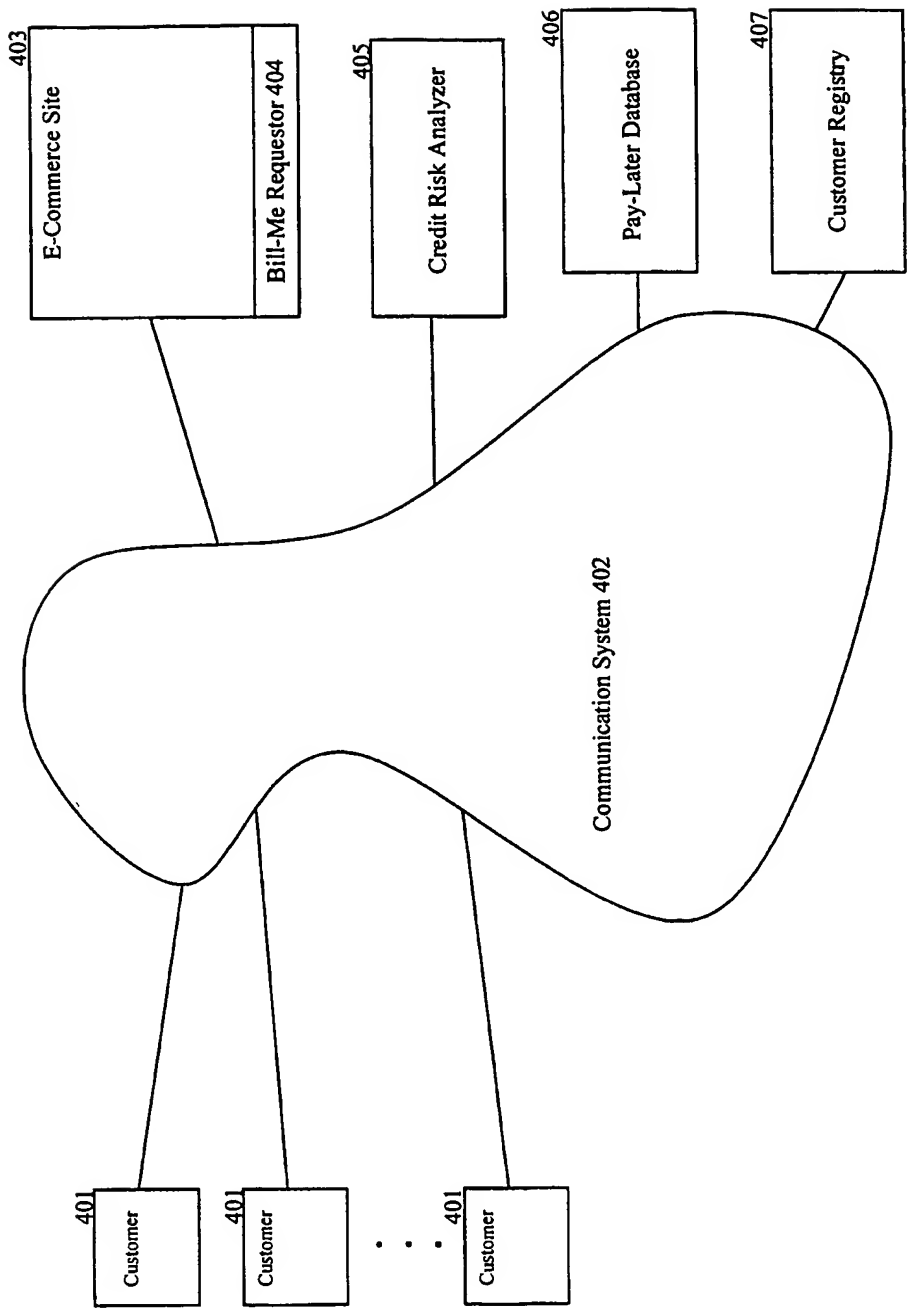 403
E-Commerce Site
Bill-Me Requestor 404
405
Credit Risk Analyzer
406
Pay-Later Database
407
Customer Registry
Communication System 402
401
Customer
401
Customer
. . .
401
Customer